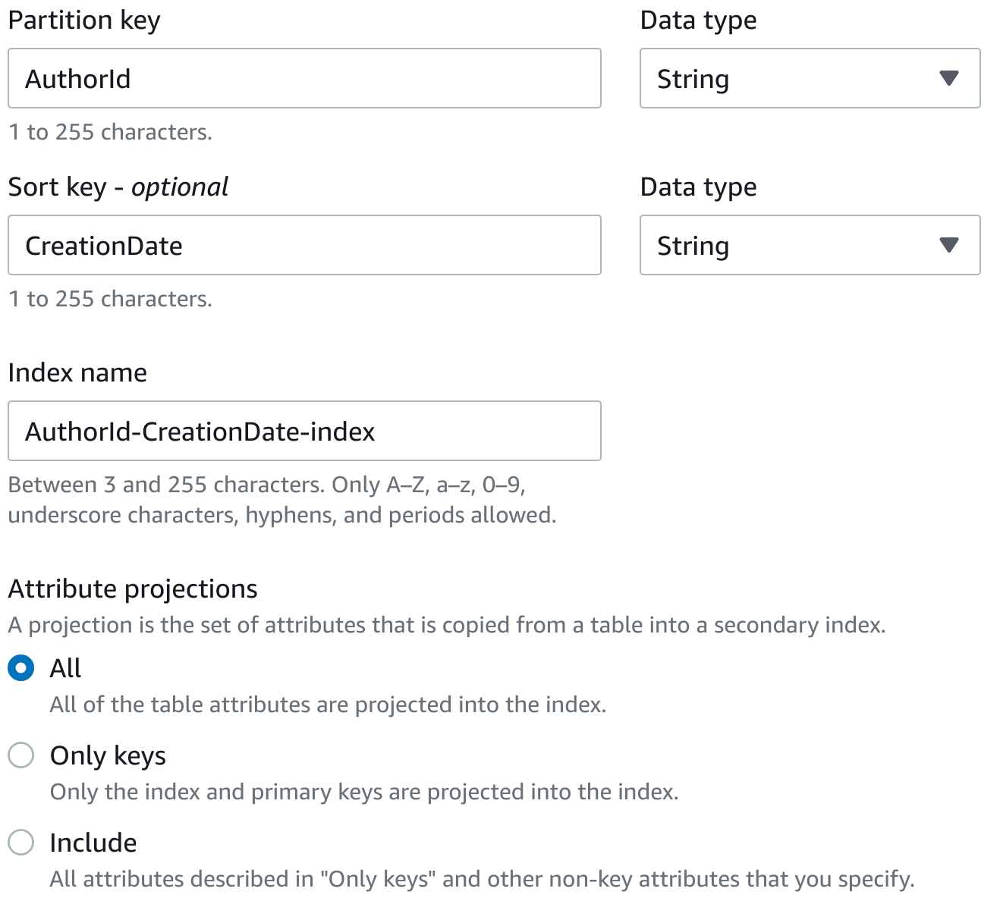 Partition key
Data type
AuthorId
String
1 to 255 characters.
Sort key - optional
Data type
CreationDate
String
1 to 255 characters.
Index name
AuthorId-CreationDate-index
Between 3 and 255 characters. Only A–Z, a–z, 0–9,
underscore characters, hyphens, and periods allowed.
Attribute projections
A projection is the set of attributes that is copied from a table into a secondary index.
All
All of the table attributes are projected into the index.
Only keys
Only the index and primary keys are projected into the index.
Include
All attributes described in "Only keys" and other non-key attributes that you specify.